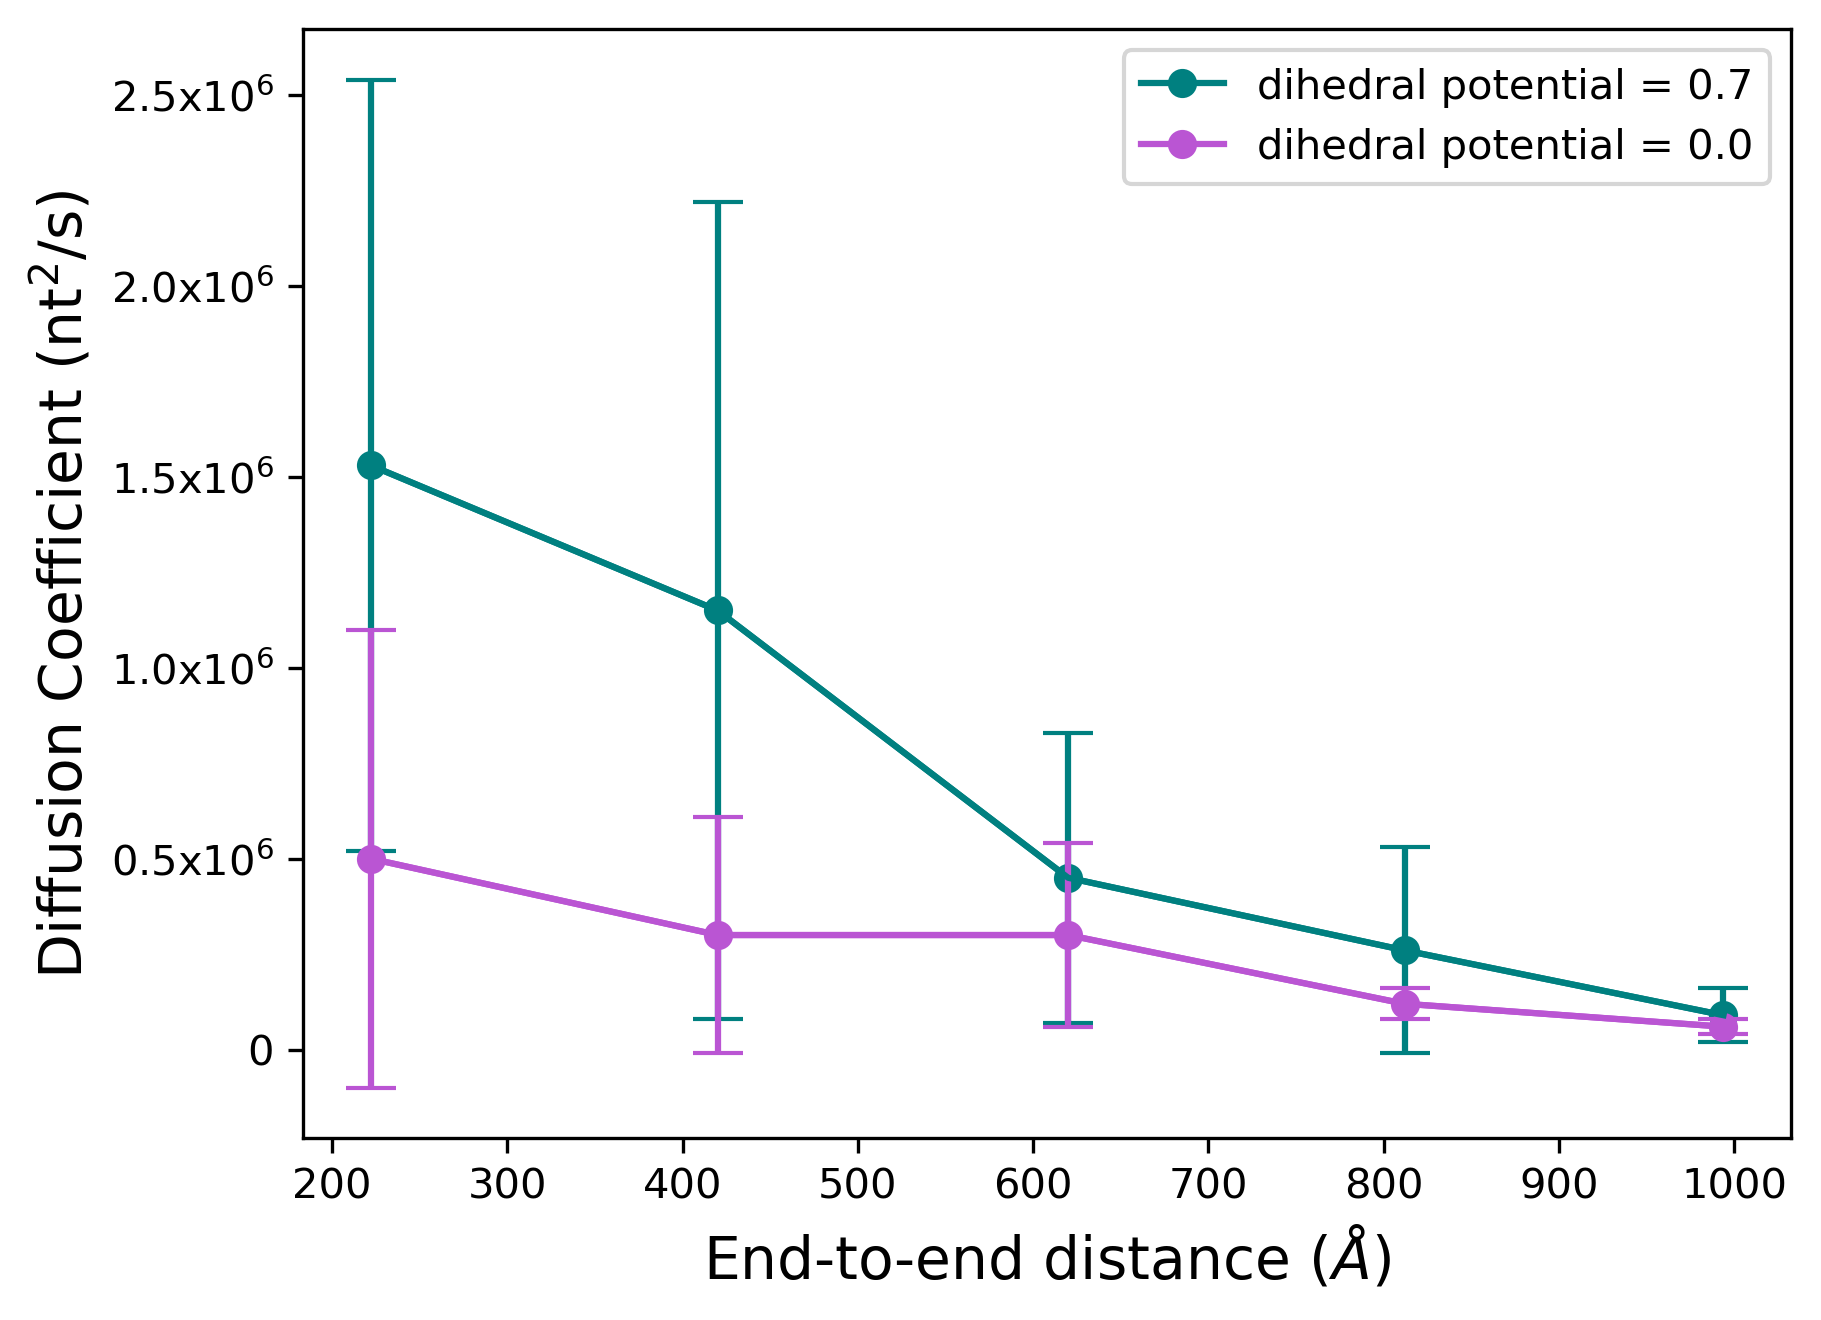 dihedral potential = 0.7
dihedral potential = 0.0
Diffusion Coefficient (nt²/s)
2.5x10⁶
2.0x10⁶
1.5x10⁶
1.0x10⁶
0.5x10⁶
0
200 300 400 500 600 700 800 900 1000
End-to-end distance (Å)